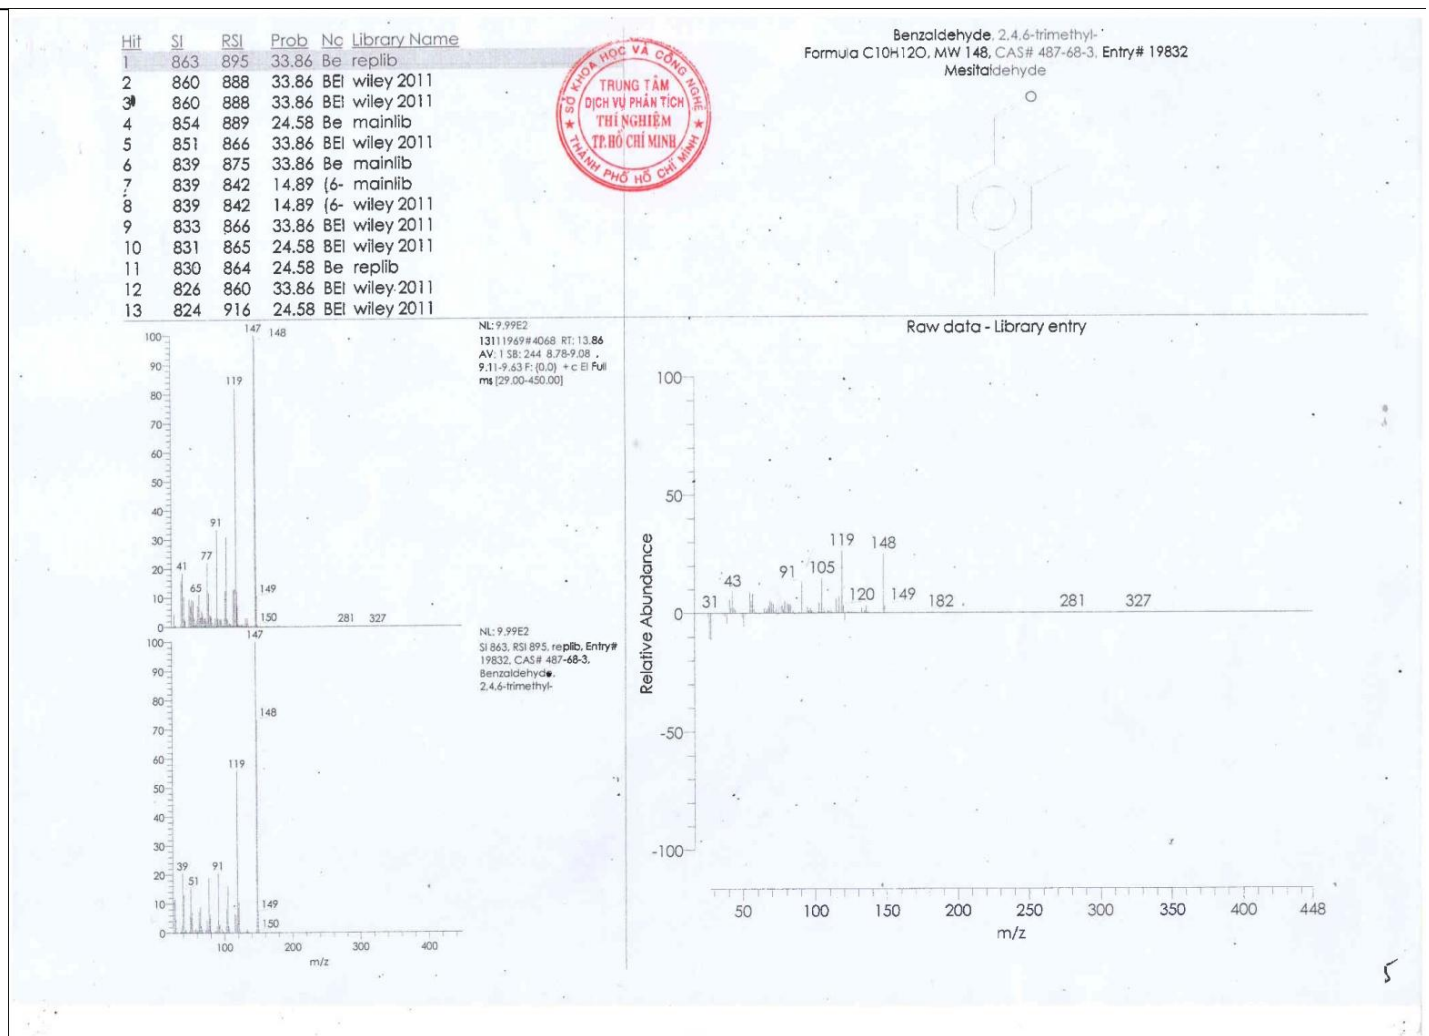 Hit SI RSI Prob Nc Library Name
1 863 895 33.86 Be replib
2 860 888 33.86 BEI wiley 2011
3 860 888 33.86 BEI wiley 2011
4 854 889 24.58 Be mainlib
5 851 866 33.86 BEI wiley 2011
6 839 875 33.86 Be mainlib
7 839 842 14.89 (6- mainlib
8 839 842 14.89 (6- wiley 2011
9 833 866 33.86 BEI wiley 2011
10 831 865 24.58 BEI wiley 2011
11 830 864 24.58 Be replib
12 826 860 33.86 BEI wiley 2011
13 824 916 24.58 BEI wiley 2011
SỞ KHOA HỌC VÀ CÔNG NGHỆ
TRUNG TÂM
DỊCH VỤ PHÂN TÍCH
THÍ NGHIỆM
TP.HỒ CHÍ MINH
★ THÀNH PHỐ HỒ CHÍ MINH ★
Benzaldehyde, 2,4,6-trimethyl-
Formula C10H12O, MW 148, CAS# 487-68-3, Entry# 19832
Mesitaldehyde
O
147 148
100
90
119
80
70
60
50
40
91
30
77
41
20
65
149
10
150 281 327
0
NL: 9.99E2
13111969#4068 RT: 13.86
AV: 1 SB: 244 8.78-9.08 ,
9.11-9.63 F: (0.0) + c EI Full
ms [29.00-450.00]
147
100
90
80
148
70
60
119
50
40
30
39 91
20
51
149
10
150
0
100 200 300 400
m/z
NL: 9.99E2
SI 863, RSI 895, replib, Entry#
19832, CAS# 487-68-3,
Benzaldehyde,
2,4,6-trimethyl-
Raw data - Library entry
Relative Abundance
100
50
119 148
91 105
43
31 120 149 182 281 327
0
-50
-100
50 100 150 200 250 300 350 400 448
m/z
5